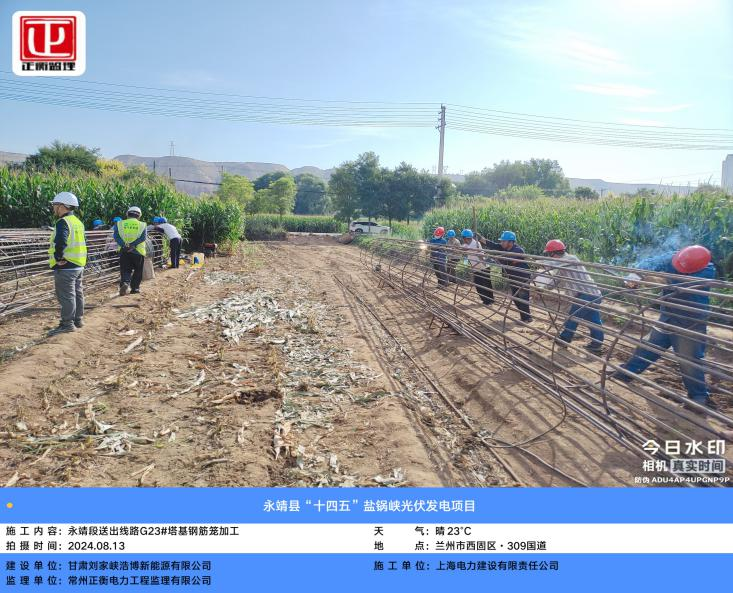 正衡监理
今日水印
相机 真实时间
防伪 ADU4AP4UPGNP9P
永靖县“十四五”盐锅峡光伏发电项目
施工内容：永靖段送出线路G23#塔基钢筋笼加工
天 气：晴 23℃
拍摄时间：2024.08.13
地 点：兰州市西固区·309国道
建设单位：甘肃刘家峡浩博新能源有限公司
施工单位：上海电力建设有限责任公司
监理单位：常州正衡电力工程监理有限公司